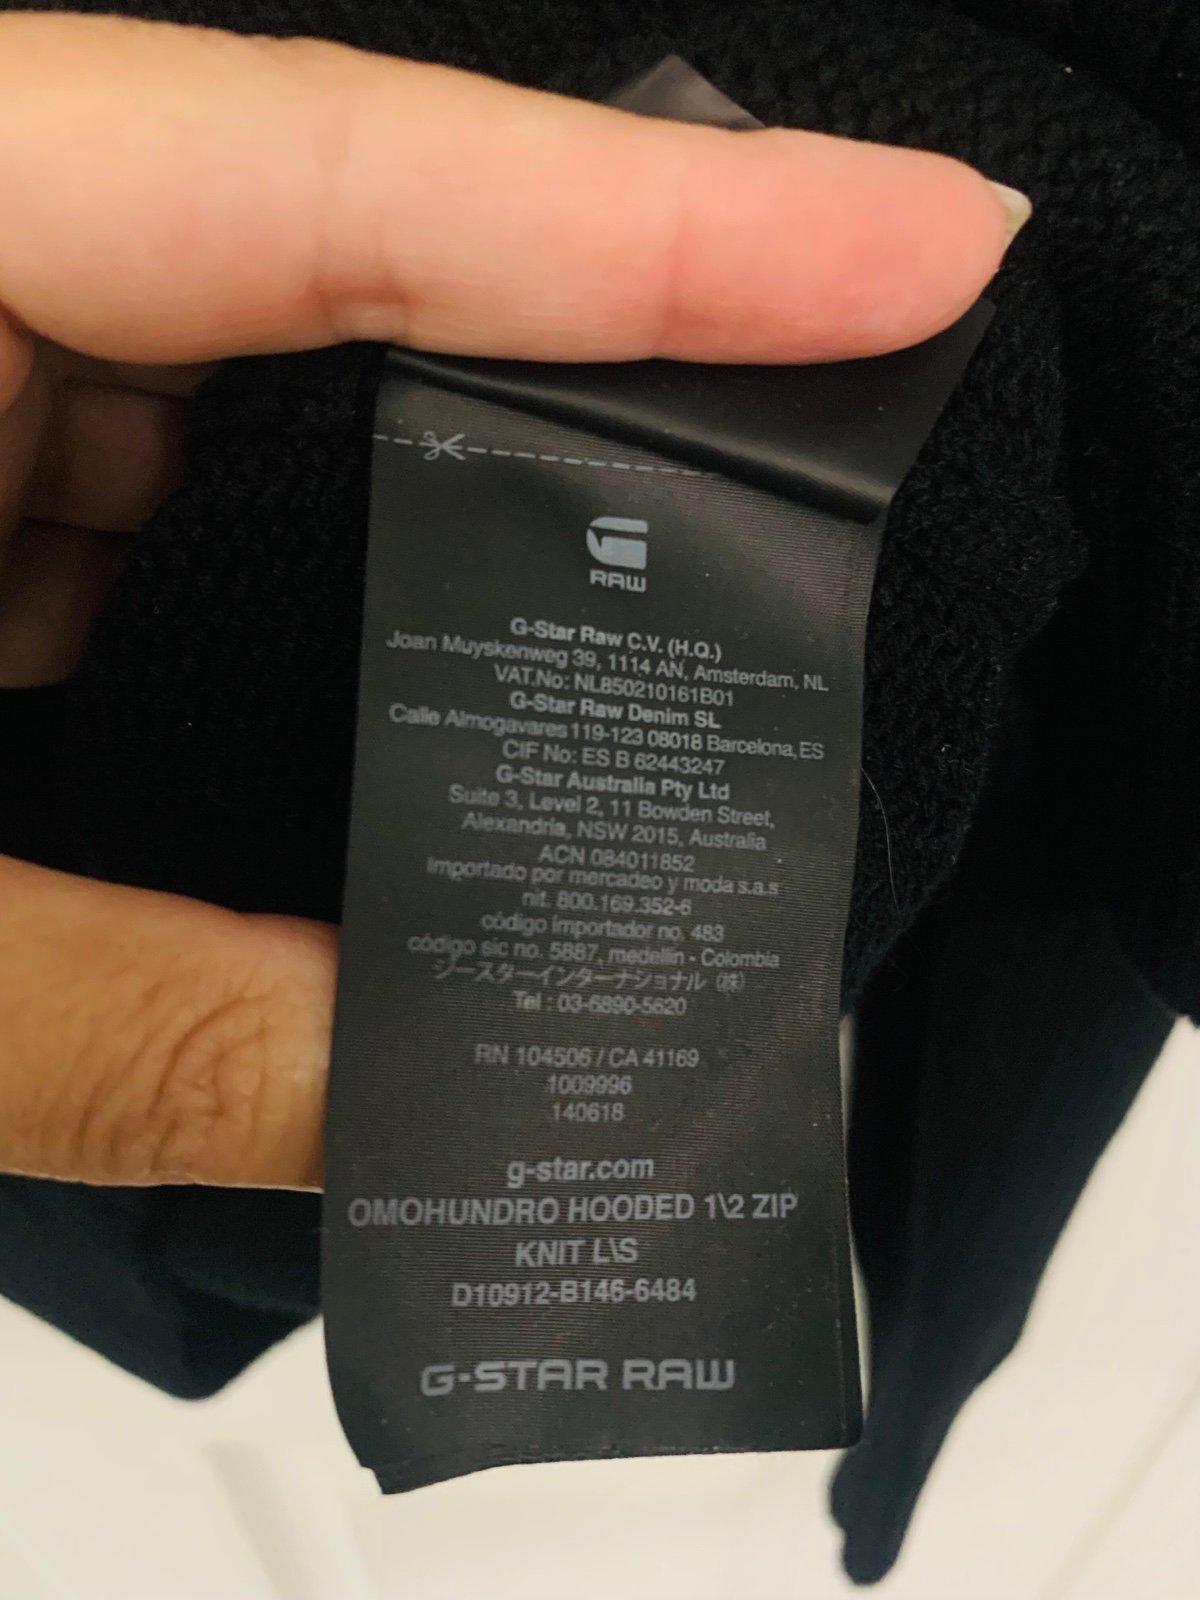 RAW
G-Star Raw C.V. (H.Q.)
Joan Muyskenweg 39, 1114 AN, Amsterdam, NL
VAT.No: NL850210161B01
G-Star Raw Denim SL
Calle Almogavares 119-123 08018 Barcelona, ES
CIF No: ES B 62443247
G-Star Australia Pty Ltd
Suite 3, Level 2, 11 Bowden Street,
Alexandria, NSW 2015, Australia
ACN 084011852
Importado por mercadeo y moda s.a.s
nit. 800.169.352-6
código importador no. 483
código sic no. 5887, medellín - Colombia
ジースターインターナショナル (株)
Tel : 03-6890-5620
RN 104506 / CA 41169
1009996
140618
g-star.com
OMOHUNDRO HOODED 1\2 ZIP
KNIT L\S
D10912-B146-6484
G-STAR RAW